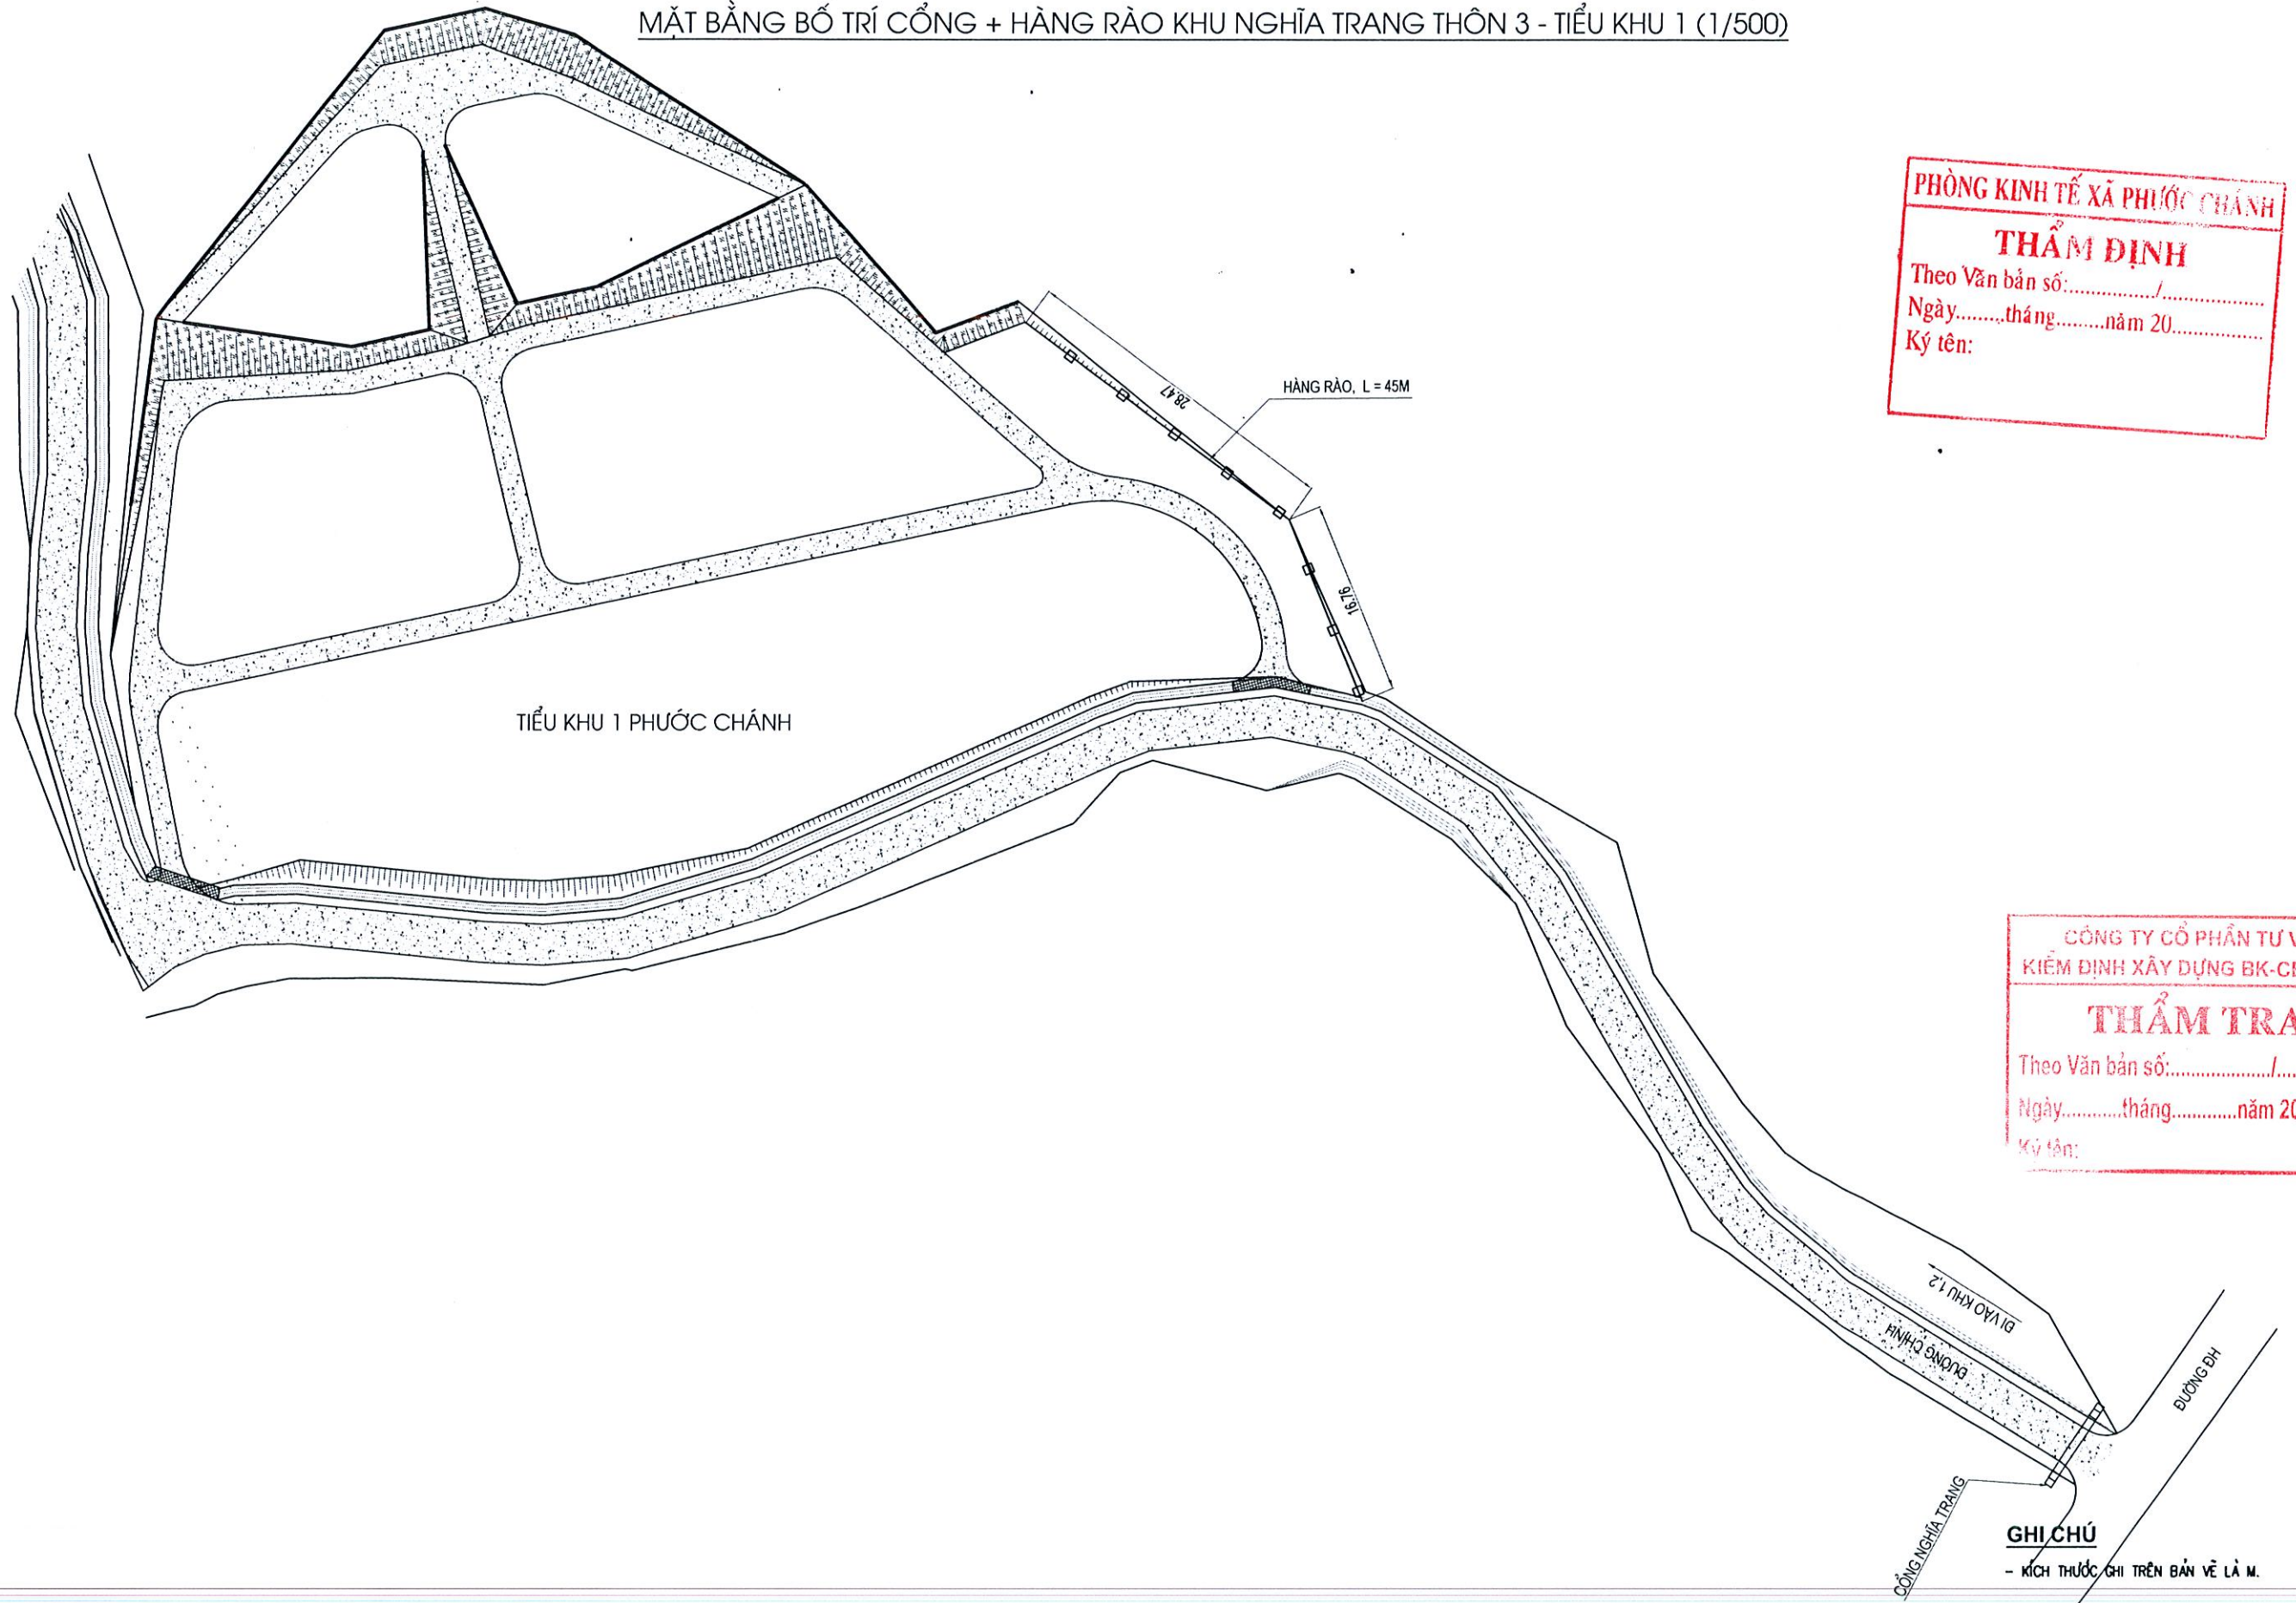 MẶT BẰNG BỐ TRÍ CỔNG + HÀNG RÀO KHU NGHĨA TRANG THÔN 3 - TIỂU KHU 1 (1/500)
PHÒNG KINH TẾ XÃ PHƯỚC CHÁNH
THẨM ĐỊNH
Theo Văn bản số:............../.................
Ngày.........tháng.........năm 20...............
Ký tên:
28.47
HÀNG RÀO, L = 45M
16.76
TIỂU KHU 1 PHƯỚC CHÁNH
CÔNG TY CỔ PHẦN TƯ V
KIỂM ĐỊNH XÂY DỰNG BK-C
THẨM TRA
Theo Văn bản số:..................../....
Ngày............tháng.............năm 20
Ký tên:
ĐI VÀO KHU 1,2
ĐƯỜNG CHÍNH
ĐƯỜNG ĐH
CỔNG NGHĨA TRANG
GHI CHÚ
- KÍCH THƯỚC GHI TRÊN BẢN VẼ LÀ M.